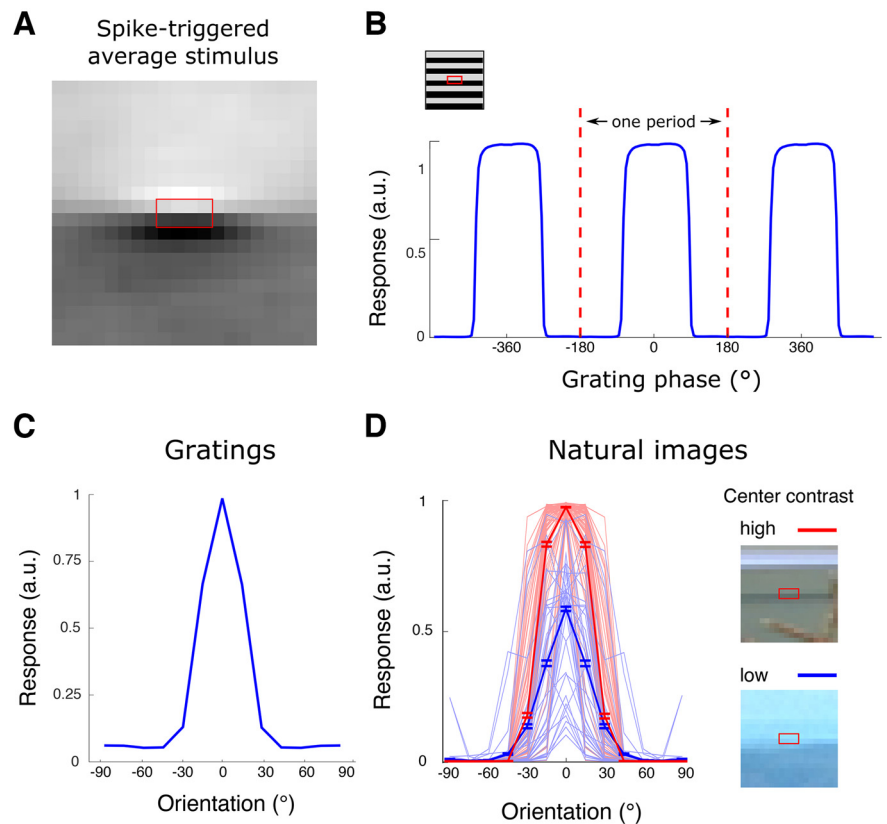 A
Spike-triggered
average stimulus
B
one period
Response (a.u.)
1
0.5
0
-360
-180
0
180
360
Grating phase (°)
C
Gratings
Response (a.u.)
1
0.75
0.5
0.25
0
-90
-60
-30
0
30
60
90
Orientation (°)
D
Natural images
Response (a.u.)
1
0.5
0
-90
-60
-30
0
30
60
90
Orientation (°)
Center contrast
high
low